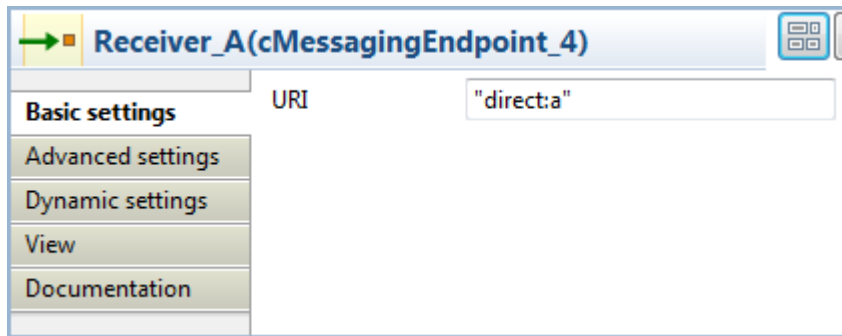 Receiver_A(cMessagingEndpoint_4)
Basic settings
URI
"direct:a"
Advanced settings
Dynamic settings
View
Documentation